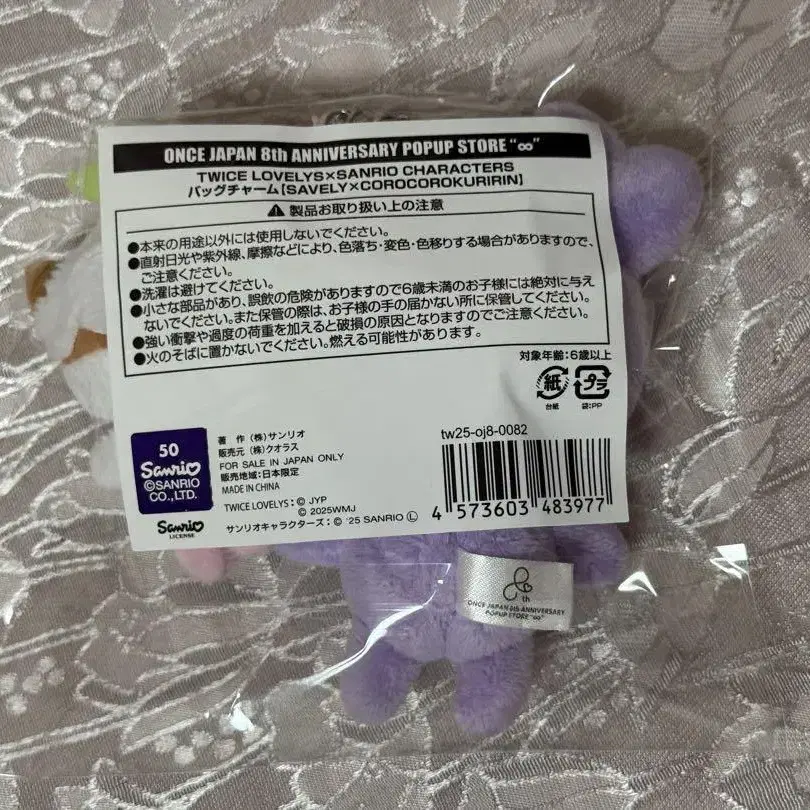 ONCE JAPAN 8th ANNIVERSARY POPUP STORE "∞"
TWICE LOVELYS×SANRIO CHARACTERS
バッグチャーム【SAVELY×COROCOROKURIRIN】
⚠ 製品お取り扱い上の注意
●本来の用途以外には使用しないでください。
●直射日光や紫外線、摩擦などにより、色落ち・変色・色移りする場合がありますので、
ご注意ください。
●洗濯は避けてください。
●小さな部品があり、誤飲の危険がありますので6歳未満のお子様には絶対に与え
ないでください。また保管の際は、お子様の手の届かない所に保管してください。
●強い衝撃や過度の荷重を加えると破損の原因となりますのでご注意ください。
●火のそばに置かないでください。燃える可能性があります。
対象年齢:6歳以上
紙
プラ
台紙
袋:PP
50
Sanrio
©SANRIO
CO.,LTD.
Sanrio
LICENSE
著 作 (株)サンリオ
販売元 (株)クオラス
FOR SALE IN JAPAN ONLY
販売地域:日本限定
MADE IN CHINA
TWICE LOVELYS:© JYP
© 2025WMJ
サンリオキャラクターズ:© '25 SANRIO Ⓛ
tw25-oj8-0082
4 573603 483977
th
ONCE JAPAN 8th ANNIVERSARY
POPUP STORE "∞"